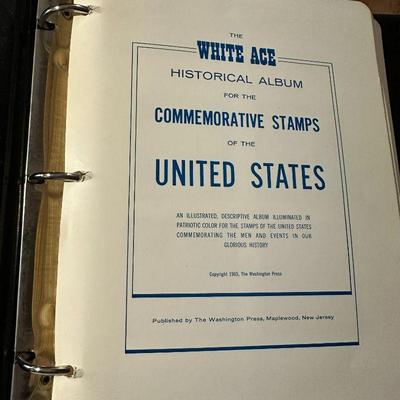 THE
WHITE ACE
HISTORICAL ALBUM
FOR THE
COMMEMORATIVE STAMPS
OF THE
UNITED STATES
AN ILLUSTRATED, DESCRIPTIVE ALBUM ILLUMINATED IN
PATRIOTIC COLOR FOR THE STAMPS OF THE UNITED STATES
COMMEMORATING THE MEN AND EVENTS IN OUR
GLORIOUS HISTORY
Copyright 1965, The Washington Press
Published by The Washington Press, Maplewood, New Jersey